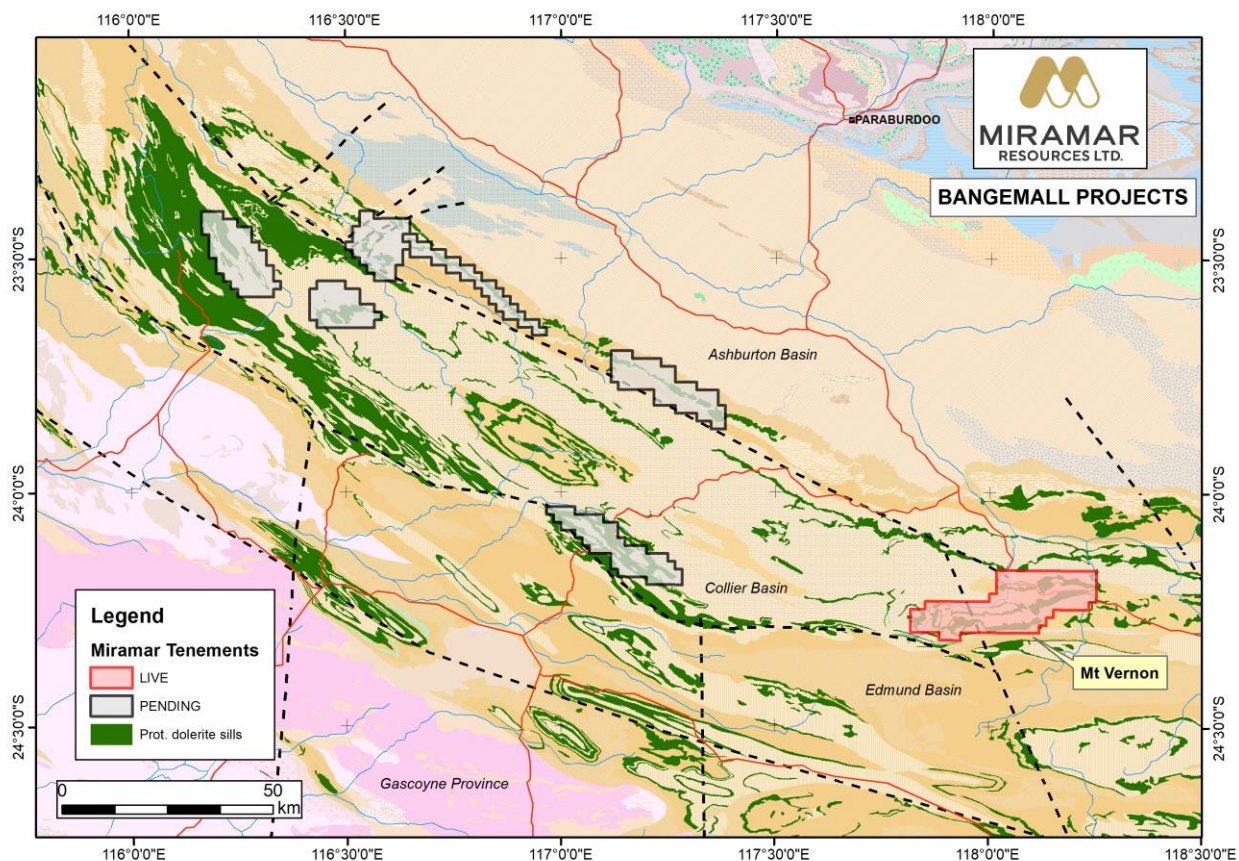 116°0'0"E
116°30'0"E
117°0'0"E
117°30'0"E
118°0'0"E
MIRAMAR
RESOURCES LTD.
PARABURDOO
BANGEMALL PROJECTS
23°30'0"S
23°30'0"S
Ashburton Basin
24°0'0"S
24°0'0"S
Collier Basin
Mt Vernon
Edmund Basin
Legend
Miramar Tenements
LIVE
PENDING
Prot. dolerite sills
24°30'0"S
24°30'0"S
Gascoyne Province
0
50
km
116°0'0"E
116°30'0"E
117°0'0"E
117°30'0"E
118°0'0"E
118°30'0"E